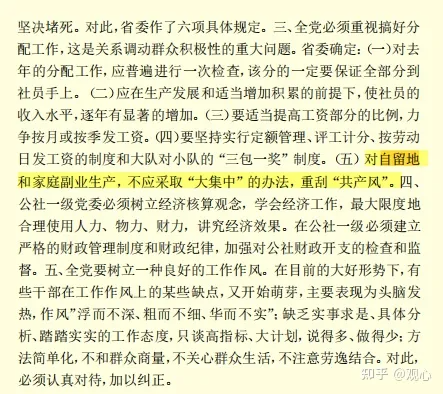 坚决堵死。对此，省委作了六项具体规定。三、全党必须重视搞好分
配工作，这是关系调动群众积极性的重大问题。省委确定：(一)对去
年的分配工作，应普遍进行一次检查，该分的一定要保证全部分到
社员手上。(二)应在生产发展和适当增加积累的前提下，使社员的
收入水平，逐年有显著的增加。(三)要适当提高工资部分的比例，力
争按月或按季发工资。(四)要坚持实行定额管理、评工计分、按劳动
日发工资的制度和大队对小队的“三包一奖”制度。(五)对自留地
和家庭副业生产，不应采取“大集中”的办法，重刮“共产风”。四、
公社一级党委必须树立经济核算观念，学会经济工作，最大限度地
合理使用人力、物力、财力，讲究经济效果。在公社一级必须建立
严格的财政管理制度和财政纪律，加强对公社财政开支的检查和监
督。五、全党要树立一种良好的工作作风。在目前的大好形势下，有
些干部在工作作风上的某些缺点，又开始萌芽，主要表现为头脑发
热，作风“浮而不深、粗而不细、华而不实”；缺乏实事求是、具体分
析、踏踏实实的工作态度，只谈高指标、大计划，说得多、做得少；方
法简单化，不和群众商量，不关心群众生活，不注意劳逸结合。对此，
必须认真对待，加以纠正。
知乎 @观心